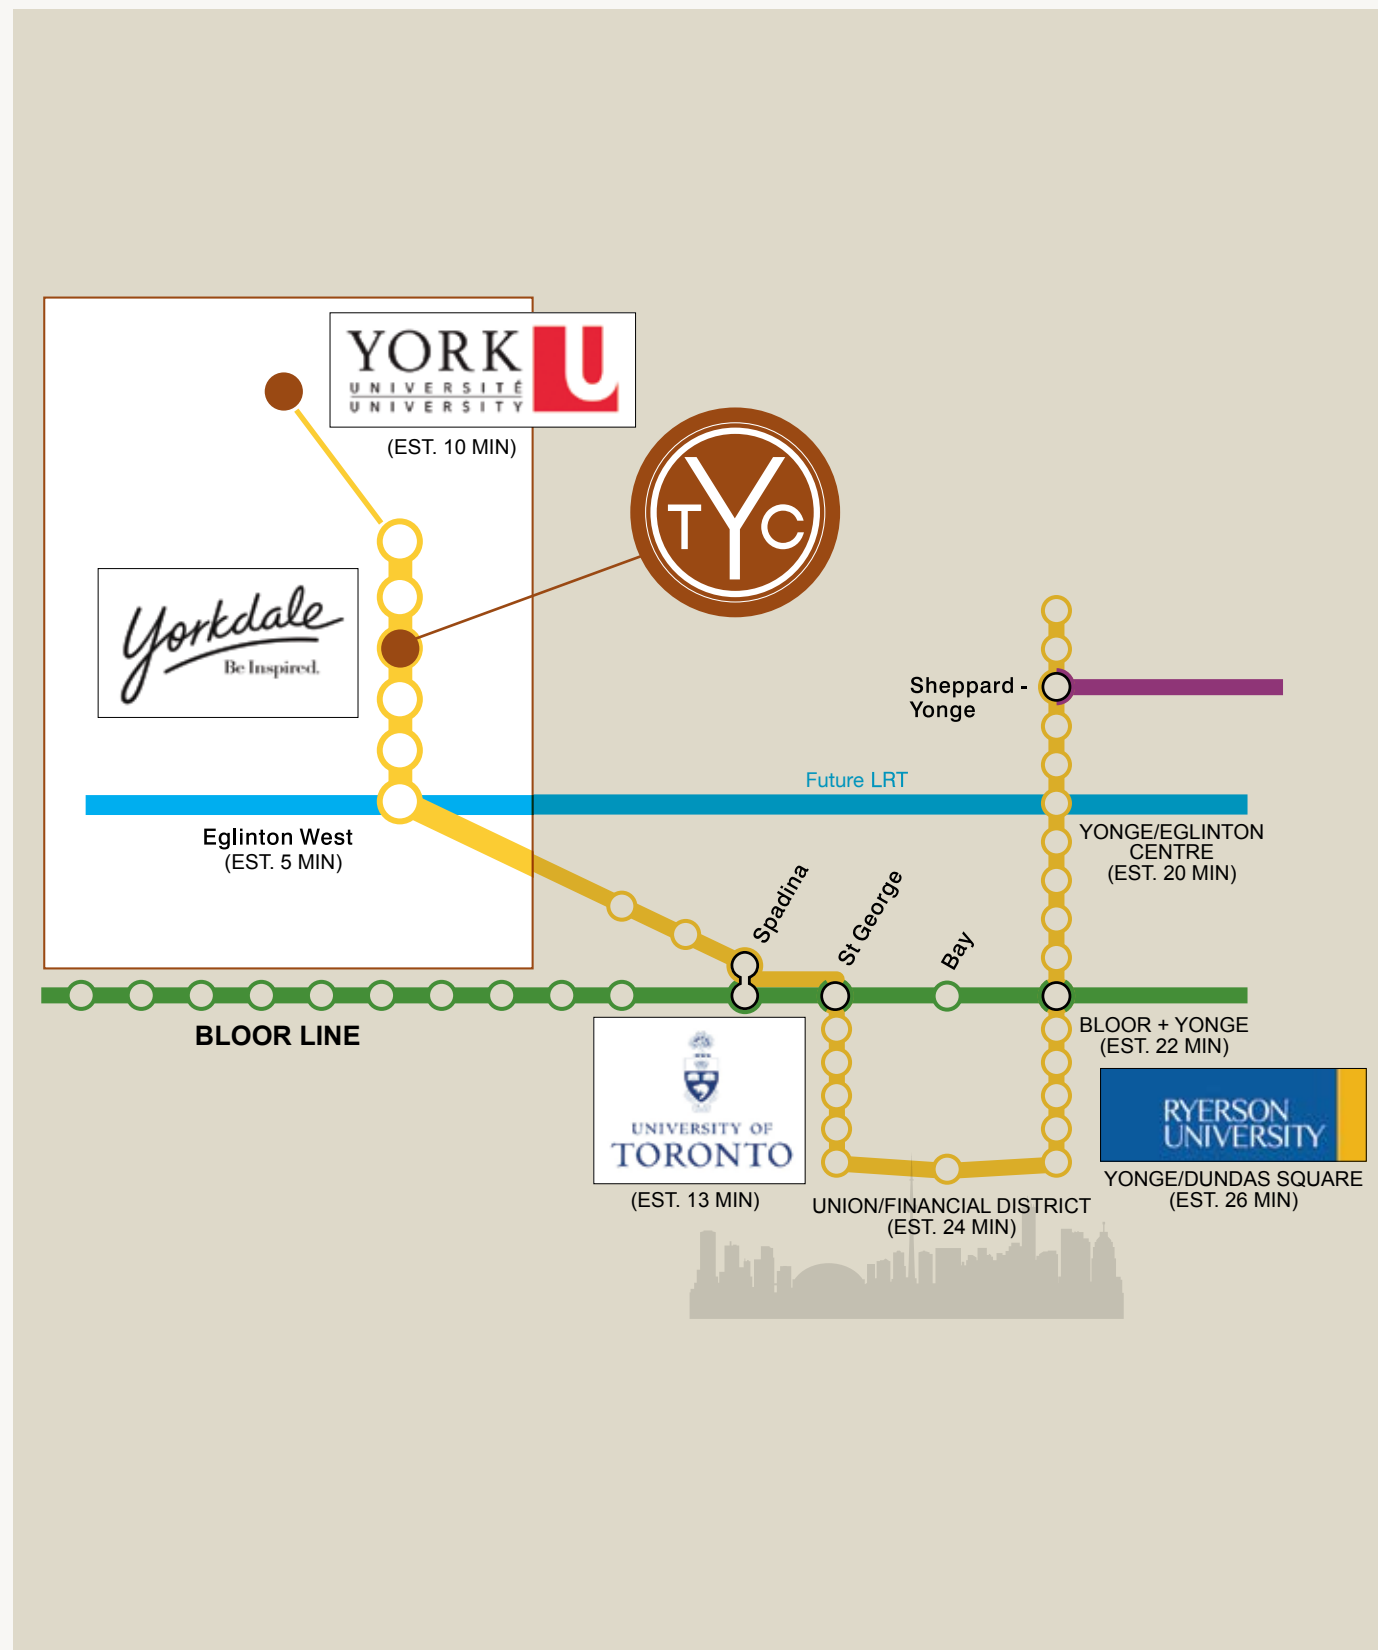 YORK
UNIVERSITÉ
UNIVERSITY
U
(EST. 10 MIN)
TYC
Yorkdale
Be Inspired.
Sheppard -
Yonge
Future LRT
Eglinton West
(EST. 5 MIN)
YONGE/EGLINTON
CENTRE
(EST. 20 MIN)
Spadina
St George
Bay
BLOOR LINE
BLOOR + YONGE
(EST. 22 MIN)
UNIVERSITY OF
TORONTO
(EST. 13 MIN)
RYERSON
UNIVERSITY
YONGE/DUNDAS SQUARE
(EST. 26 MIN)
UNION/FINANCIAL DISTRICT
(EST. 24 MIN)